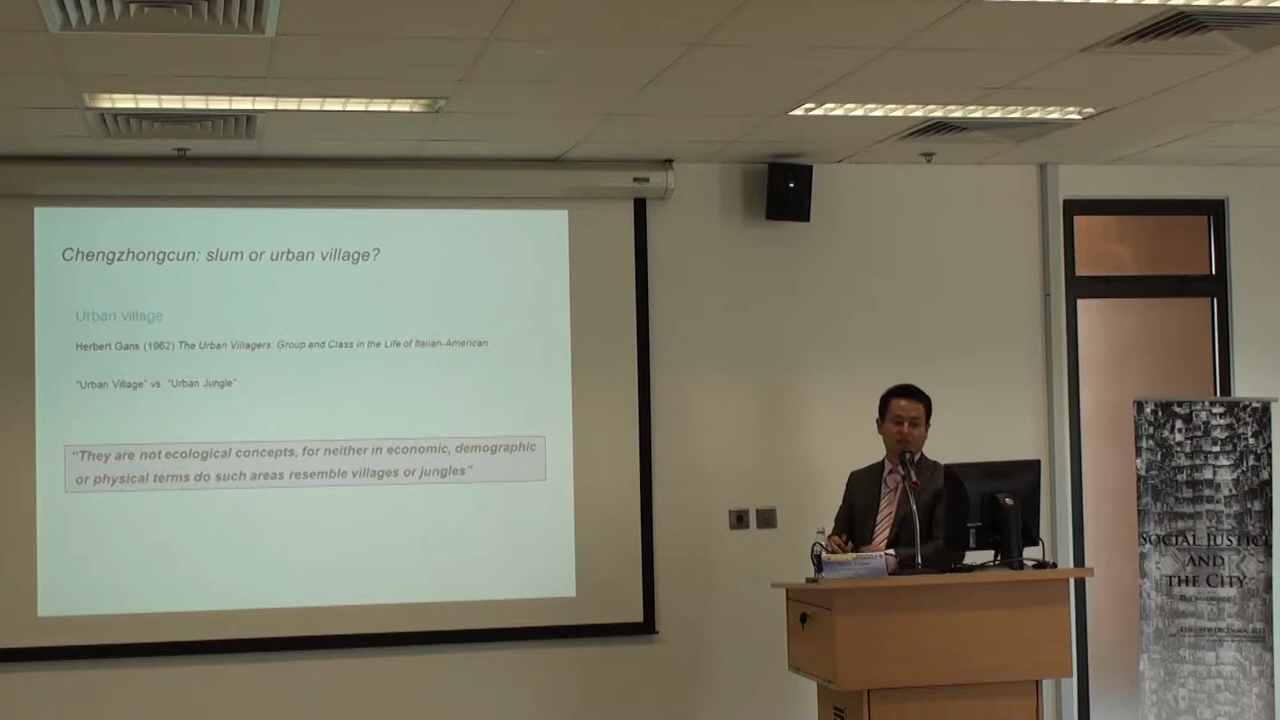 Chengzhongcun: slum or urban village?
Urban village
Herbert Gans (1962) The Urban Villagers: Group and Class in the Life of Italian-American
"Urban Village" vs. "Urban Jungle"
"They are not ecological concepts, for neither in economic, demographic
or physical terms do such areas resemble villages or jungles"
SOCIAL JUSTICE
AND
THE CITY